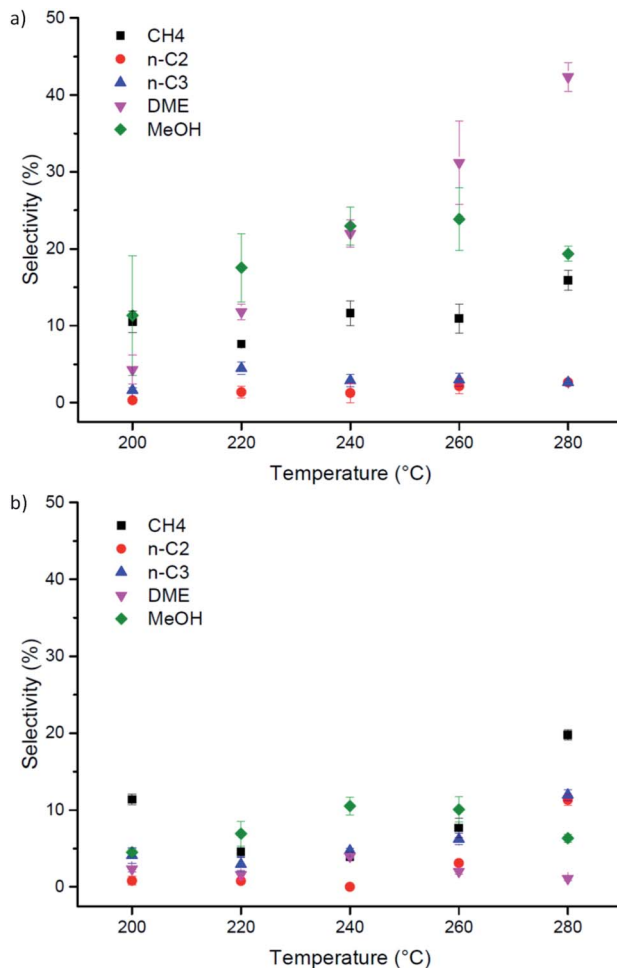 a)
50
CH4
n-C2
40
n-C3
DME
MeOH
30
Selectivity (%)
20
10
0
200 220 240 260 280
Temperature (°C)
b)
50
CH4
n-C2
40
n-C3
DME
MeOH
30
Selectivity (%)
20
10
0
200 220 240 260 280
Temperature (°C)